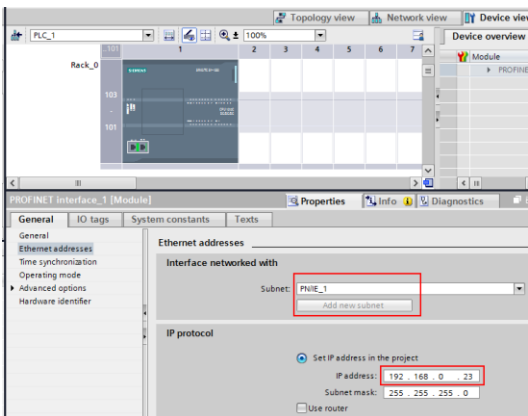 Topology view Network view Device view
PLC_1 100% Device overview
103 1 2 3 4 5 6 7 Module
Rack_0 PROFINE
SIEMENS
103
101
PROFINET interface_1 [Module] Properties Info Diagnostics
General IO tags System constants Texts
General
Ethernet addresses
Time synchronization
Operating mode
Advanced options
Hardware identifier
Ethernet addresses
Interface networked with
Subnet: PN/IE_1
Add new subnet
IP protocol
Set IP address in the project
IP address: 192 . 168 . 0 . 23
Subnet mask: 255 . 255 . 255 . 0
Use router